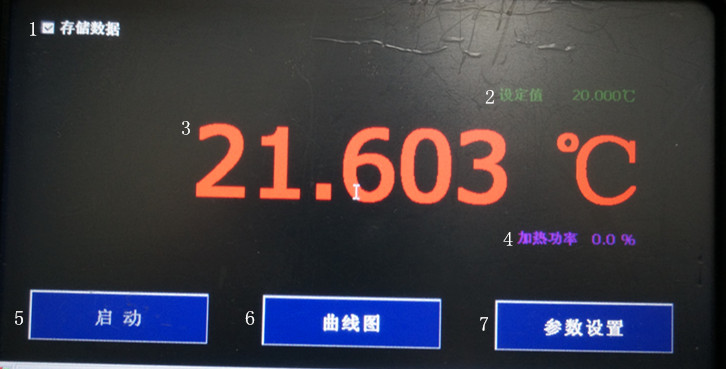 1 存储数据
2 设定值 20.000℃
3 21.603 ℃
4 加热功率 0.0 %
5 启动 6 曲线图 7 参数设置